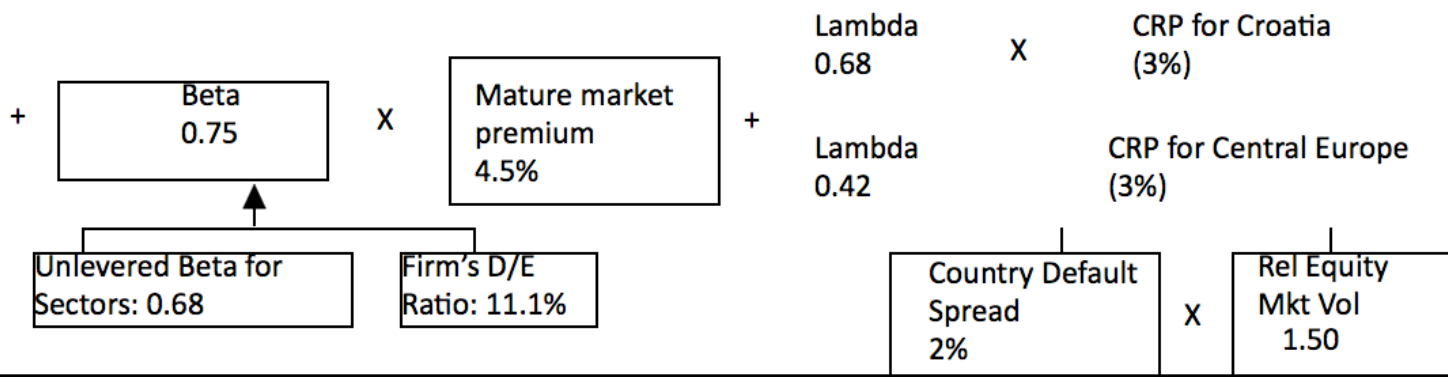 +
Beta
0.75
X
Mature market
premium
4.5%
+
Lambda
0.68
X
CRP for Croatia
(3%)
Lambda
0.42
CRP for Central Europe
(3%)
Unlevered Beta for
Sectors: 0.68
Firm's D/E
Ratio: 11.1%
Country Default
Spread
2%
X
Rel Equity
Mkt Vol
1.50